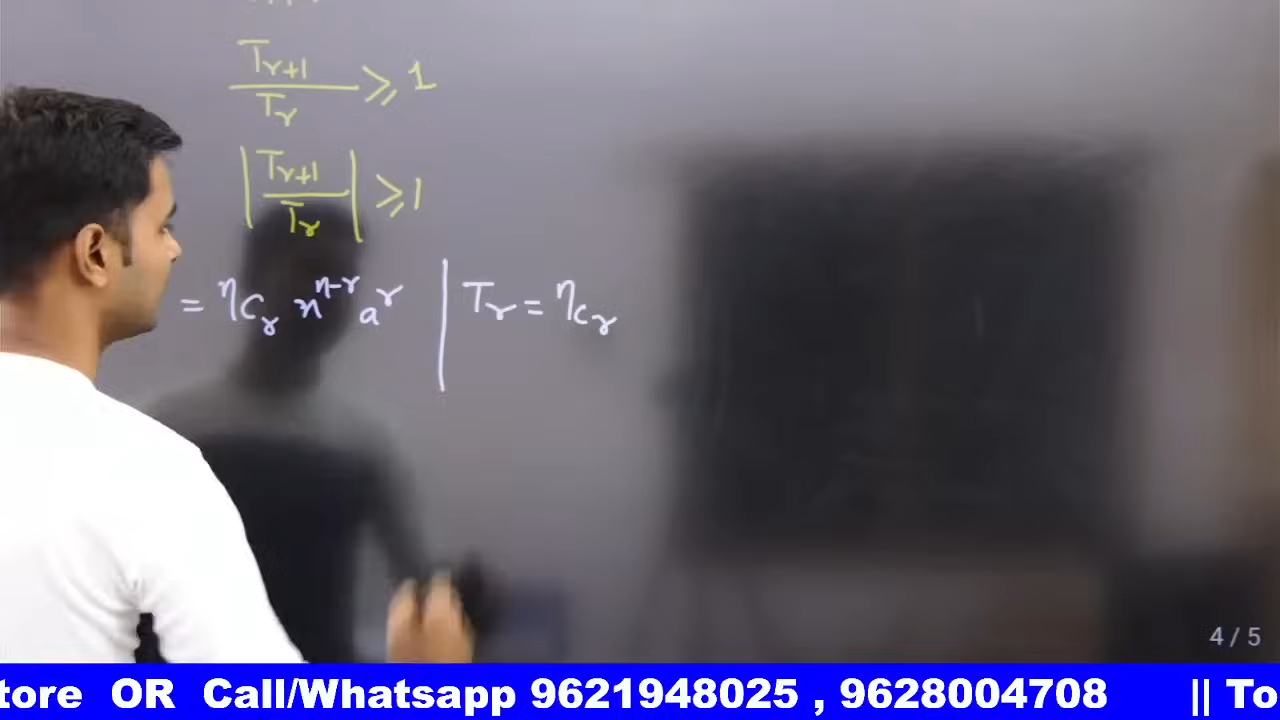 Tr+1
Tr
≥ 1
|Tr+1
Tr| ≥ 1
= nCr x^n-r a^r | Tr = nCr
4 / 5
tore OR Call/Whatsapp 9621948025 , 9628004708 || To